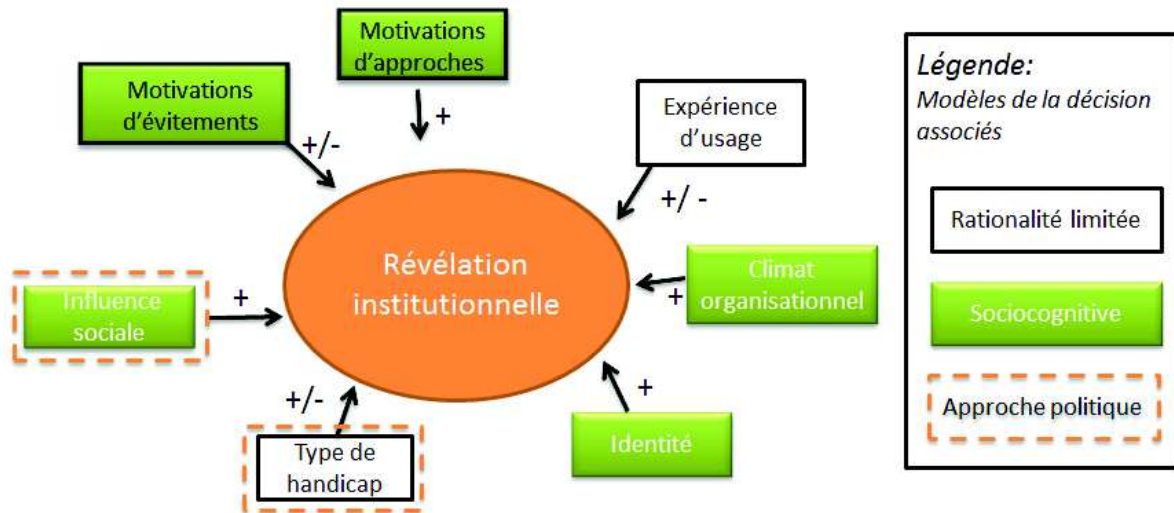 Motivations
d'approches
+
Motivations
d'évitements
+/-
Expérience
d'usage
+/ -
Révélation
institutionnelle
Climat
organisationnel
+
Influence
sociale
+
Type de
handicap
+/-
Identité
+
Légende:
Modèles de la décision
associés
Rationalité limitée
Sociocognitive
Approche politique